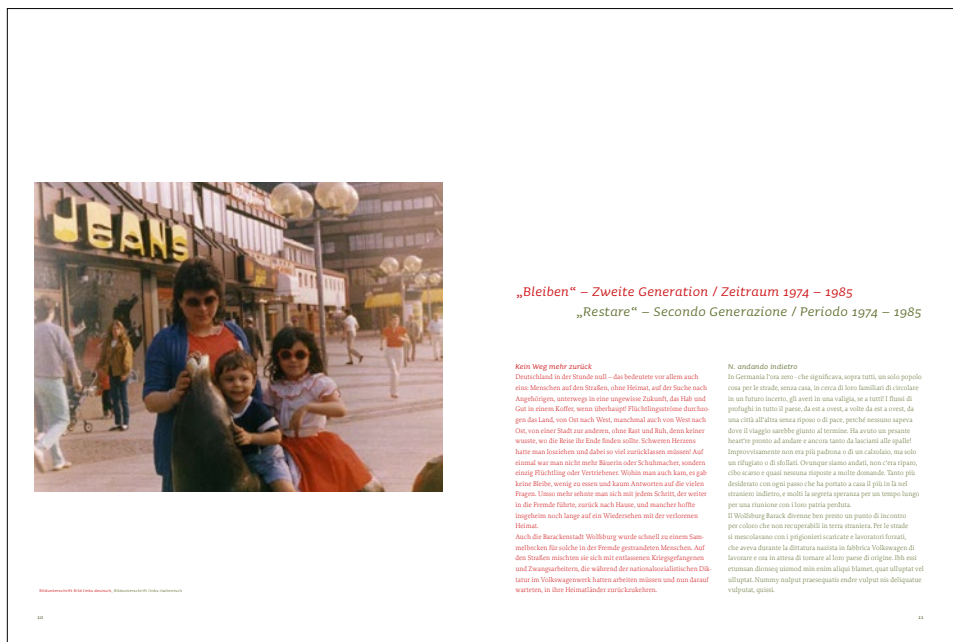 JEANS
„Bleiben“ – Zweite Generation / Zeitraum 1974 – 1985
„Restare“ – Secondo Generazione / Periodo 1974 – 1985
Kein Weg mehr zurück
Deutschland in der Stunde null – das bedeutete vor allem auch
eins: Menschen auf den Straßen, ohne Heimat, auf der Suche nach
Angehörigen, unterwegs in eine ungewisse Zukunft, das Hab und
Gut in einem Koffer, wenn überhaupt! Flüchtlingsströme durchzo-
gen das Land, von Ost nach West, manchmal auch von West nach
Ost, von einer Stadt zur anderen, ohne Rast und Ruh, denn keiner
wusste, wo die Reise ihr Ende finden sollte. Schweren Herzens
hatte man losziehen und dabei so viel zurücklassen müssen! Auf
einmal war man nicht mehr Bäuerin oder Schuhmacher, sondern
einzig Flüchtling oder Vertriebener. Wohin man auch kam, es gab
keine Bleibe, wenig zu essen und kaum Antworten auf die vielen
Fragen. Umso mehr sehnte man sich mit jedem Schritt, der weiter
in die Fremde führte, zurück nach Hause, und mancher hoffte
insgeheim noch lange auf ein Wiedersehen mit der verlorenen
Heimat.
Auch die Barackenstadt Wolfsburg wurde schnell zu einem Sam-
melbecken für solche in der Fremde gestrandeten Menschen. Auf
den Straßen mischten sie sich mit entlassenen Kriegsgefangenen
und Zwangsarbeitern, die während der nationalsozialistischen Dik-
tatur im Volkswagenwerk hatten arbeiten müssen und nun darauf
warteten, in ihre Heimatländer zurückzukehren.
N. andando indietro
In Germania l'ora zero - che significava, sopra tutti, un solo popolo
cosa per le strade, senza casa, in cerca di loro familiari di circolare
in un futuro incerto, gli averi in una valigia, se a tutti! I flussi di
profughi in tutto il paese, da est a ovest, a volte da est a ovest, da
una città all'altra senza riposo o di pace, perché nessuno sapeva
dove il viaggio sarebbe giunto al termine. Ha avuto un pesante
heart're pronto ad andare e ancora tanto da lasciarsi alle spalle!
Improvvisamente non era più padrona o di un calzolaio, ma solo
un rifugiato o di sfollati. Ovunque siamo andati, non c'era riparo,
cibo scarso e quasi nessuna risposte a molte domande. Tanto più
desiderato con ogni passo che ha portato a casa il più in là nel
straniero indietro, e molti la segreta speranza per un tempo lungo
per una riunione con i loro patria perduta.
Il Wolfsburg Barack divenne ben presto un punto di incontro
per coloro che non recuperabili in terra straniera. Per le strade
si mescolavano con i prigionieri scaricate e lavoratori forzati,
che aveva durante la dittatura nazista in fabbrica Volkswagen di
lavorare e ora in attesa di tornare al loro paese di origine. Ibh essi
etumsan dionseq uismod min enim aliqui blamet, quat ulluptat vel
ulluptat. Nummy nulput praesequatis endre vulput nis deliquatue
vulputat, quissi.
Bildunterschrift Bild links deutsch, Bildunterschrift links italienisch
10
11